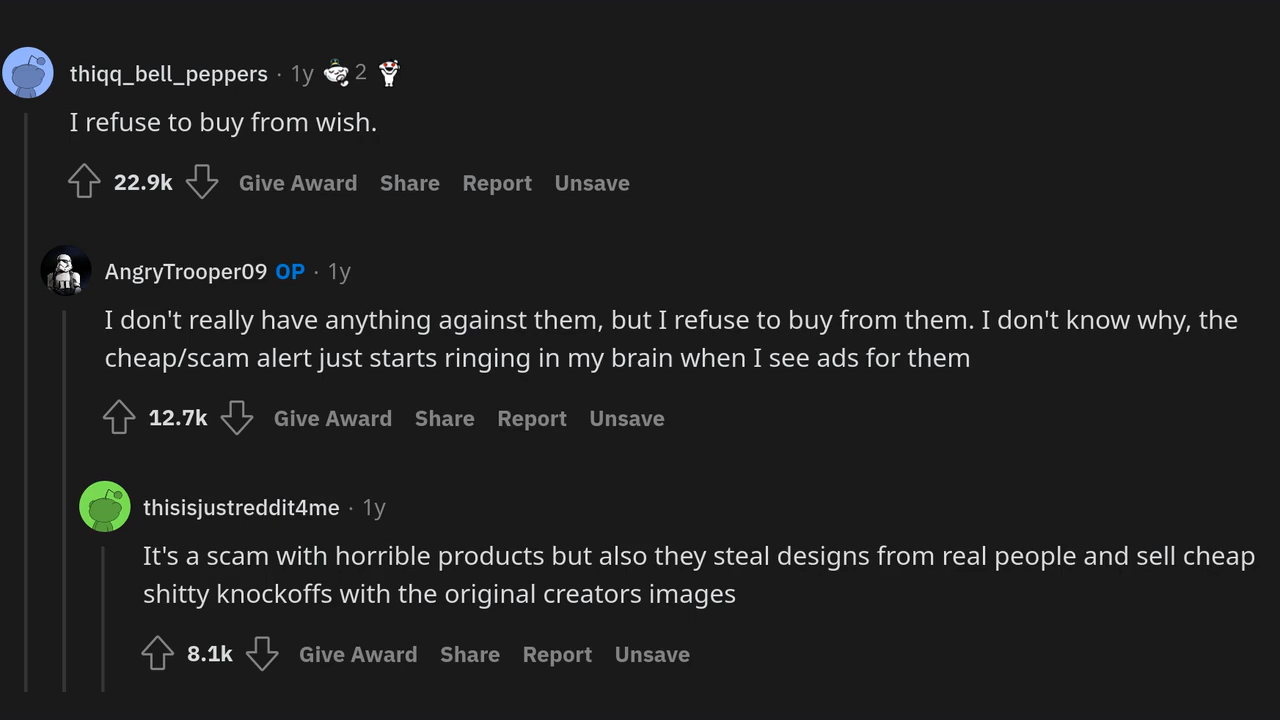 thiqq_bell_peppers · 1y 2
I refuse to buy from wish.
22.9k Give Award Share Report Unsave
AngryTrooper09 OP · 1y
I don't really have anything against them, but I refuse to buy from them. I don't know why, the
cheap/scam alert just starts ringing in my brain when I see ads for them
12.7k Give Award Share Report Unsave
thisisjustreddit4me · 1y
It's a scam with horrible products but also they steal designs from real people and sell cheap
shitty knockoffs with the original creators images
8.1k Give Award Share Report Unsave